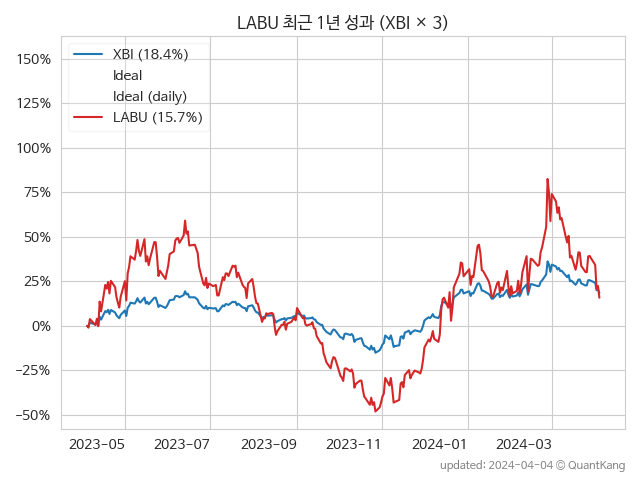 LABU 최근 1년 성과 (XBI × 3)
XBI (18.4%)
Ideal
Ideal (daily)
LABU (15.7%)
150%
125%
100%
75%
50%
25%
0%
−25%
−50%
2023-05 2023-07 2023-09 2023-11 2024-01 2024-03
updated: 2024-04-04 © QuantKang